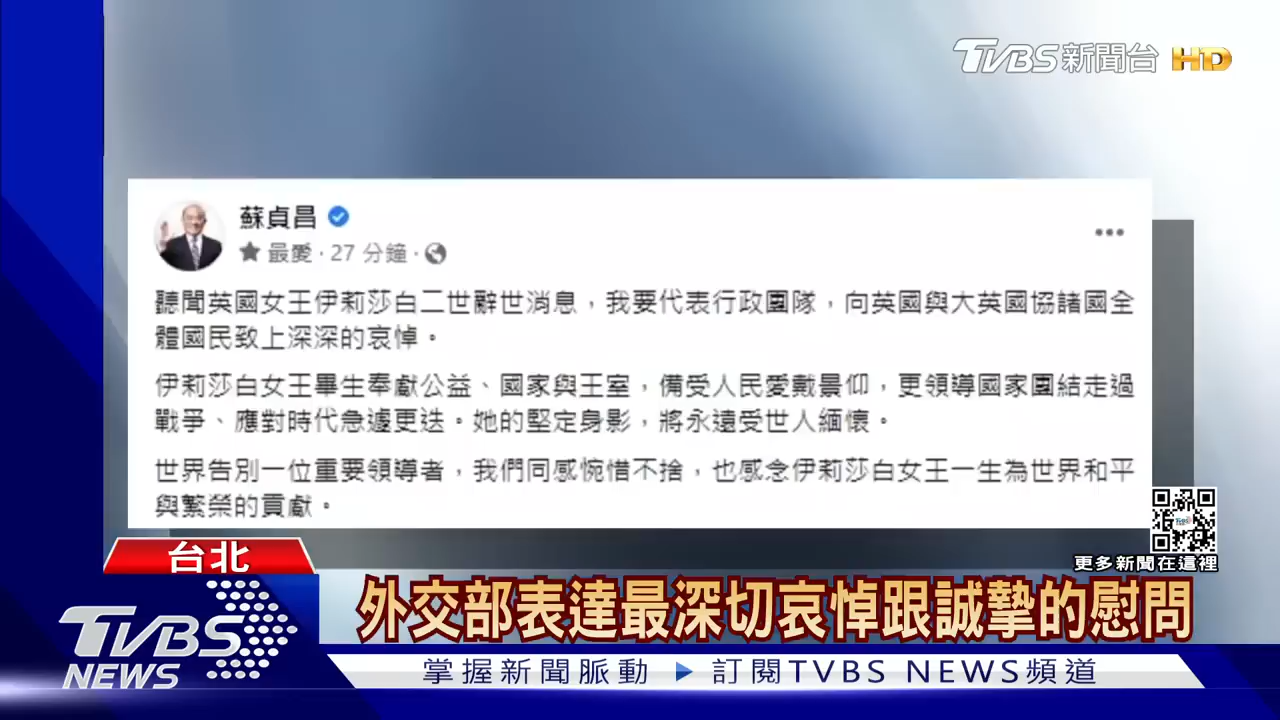 TVBS新聞台 HD
蘇貞昌
最愛·27 分鐘·
聽聞英國女王伊莉莎白二世辭世消息，我要代表行政團隊，向英國與大英國協諸國全
體國民致上深深的哀悼。
伊莉莎白女王畢生奉獻公益、國家與王室，備受人民愛戴景仰，更領導國家團結走過
戰爭、應對時代急遽更迭。她的堅定身影，將永遠受世人緬懷。
世界告別一位重要領導者，我們同感惋惜不捨，也感念伊莉莎白女王一生為世界和平
與繁榮的貢獻。
更多新聞在這裡
台北
外交部表達最深切哀悼跟誠摯的慰問
TVBS
NEWS
掌握新聞脈動 ▶ 訂閱TVBS NEWS頻道